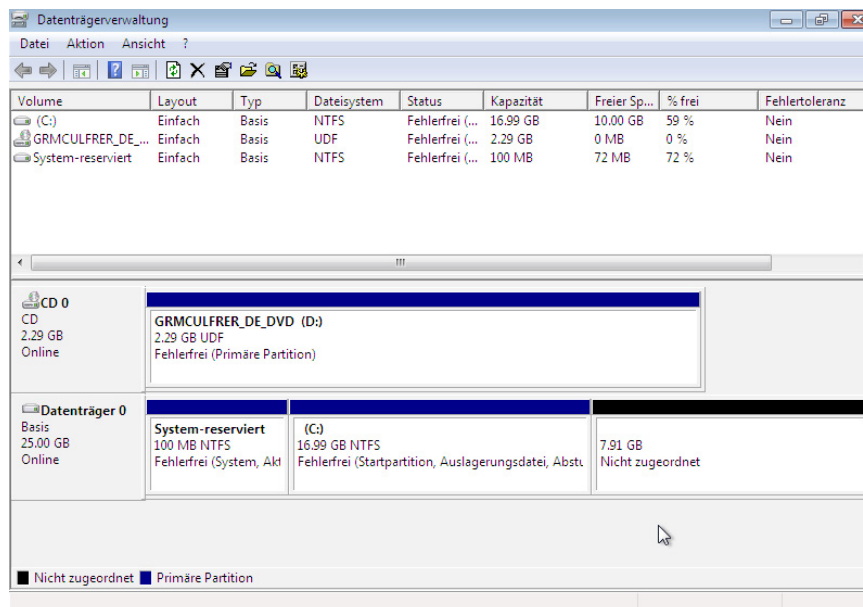 Datenträgerverwaltung
Datei Aktion Ansicht ?
Volume Layout Typ Dateisystem Status Kapazität Freier Sp... % frei Fehlertoleranz
(C:) Einfach Basis NTFS Fehlerfrei (... 16.99 GB 10.00 GB 59 % Nein
GRMCULFRER_DE_... Einfach Basis UDF Fehlerfrei (... 2.29 GB 0 MB 0 % Nein
System-reserviert Einfach Basis NTFS Fehlerfrei (... 100 MB 72 MB 72 % Nein
CD 0
CD
2.29 GB
Online
GRMCULFRER_DE_DVD (D:)
2.29 GB UDF
Fehlerfrei (Primäre Partition)
Datenträger 0
Basis
25.00 GB
Online
System-reserviert
100 MB NTFS
Fehlerfrei (System, Akt
(C:)
16.99 GB NTFS
Fehlerfrei (Startpartition, Auslagerungsdatei, Abstu
7.91 GB
Nicht zugeordnet
Nicht zugeordnet Primäre Partition